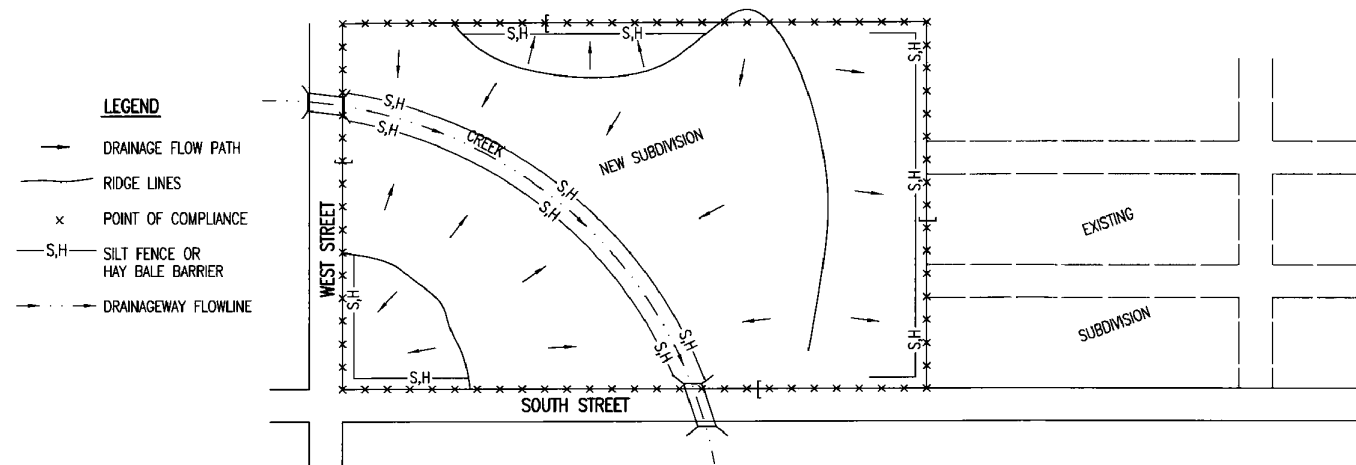 LEGEND
DRAINAGE FLOW PATH
RIDGE LINES
x POINT OF COMPLIANCE
S,H SILT FENCE OR
HAY BALE BARRIER
DRAINAGEWAY FLOWLINE
S,H
S,H
S,H
S,H
S,H
CREEK
NEW SUBDIVISION
S,H
S,H
S,H
WEST STREET
EXISTING
SUBDIVISION
S,H
S,H
S,H
S,H
S,H
SOUTH STREET